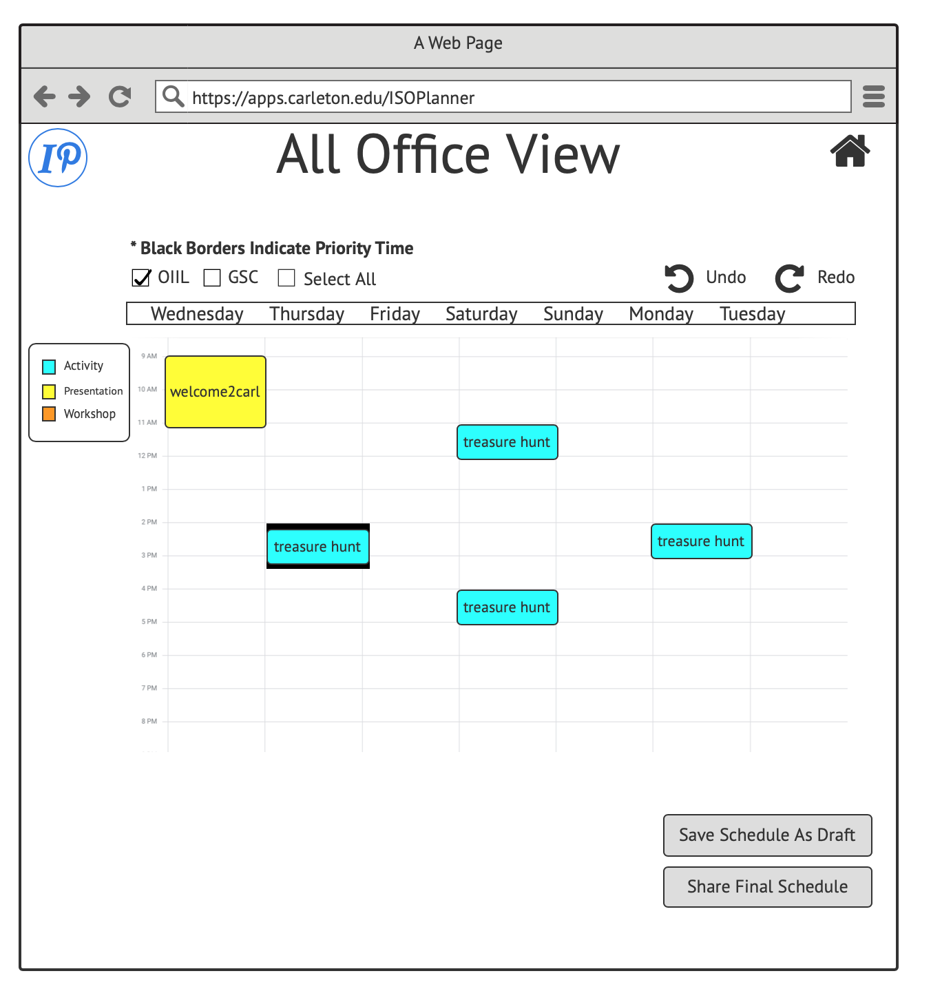 A Web Page
https://apps.carleton.edu/ISOPlanner
IP
All Office View
* Black Borders Indicate Priority Time
OIIL GSC Select All Undo Redo
Wednesday Thursday Friday Saturday Sunday Monday Tuesday
Activity
Presentation
Workshop
9 AM
10 AM
welcome2carl
11 AM
treasure hunt
12 PM
1 PM
2 PM
treasure hunt
treasure hunt
3 PM
4 PM
treasure hunt
5 PM
6 PM
7 PM
8 PM
Save Schedule As Draft
Share Final Schedule